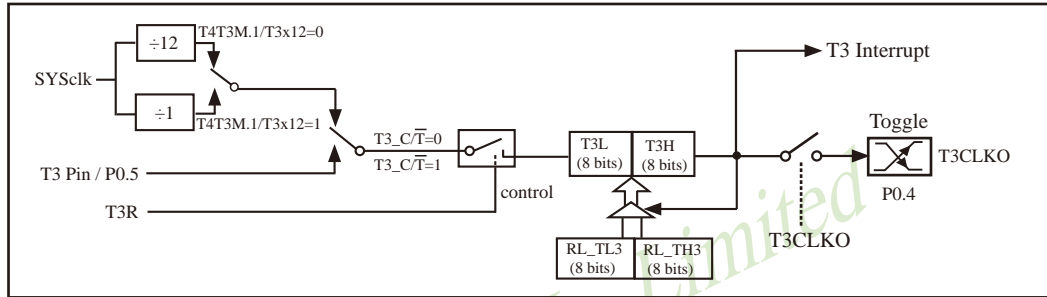 T4T3M.1/T3x12=0
÷12
T3 Interrupt
SYSclk
÷1
T4T3M.1/T3x12=1
Toggle
T3_C/T̅=0
T3L
(8 bits)
T3H
(8 bits)
T3CLKO
T3_C/T̅=1
T3 Pin / P0.5
control
P0.4
T3R
T3CLKO
RL_TL3
(8 bits)
RL_TH3
(8 bits)
Limited